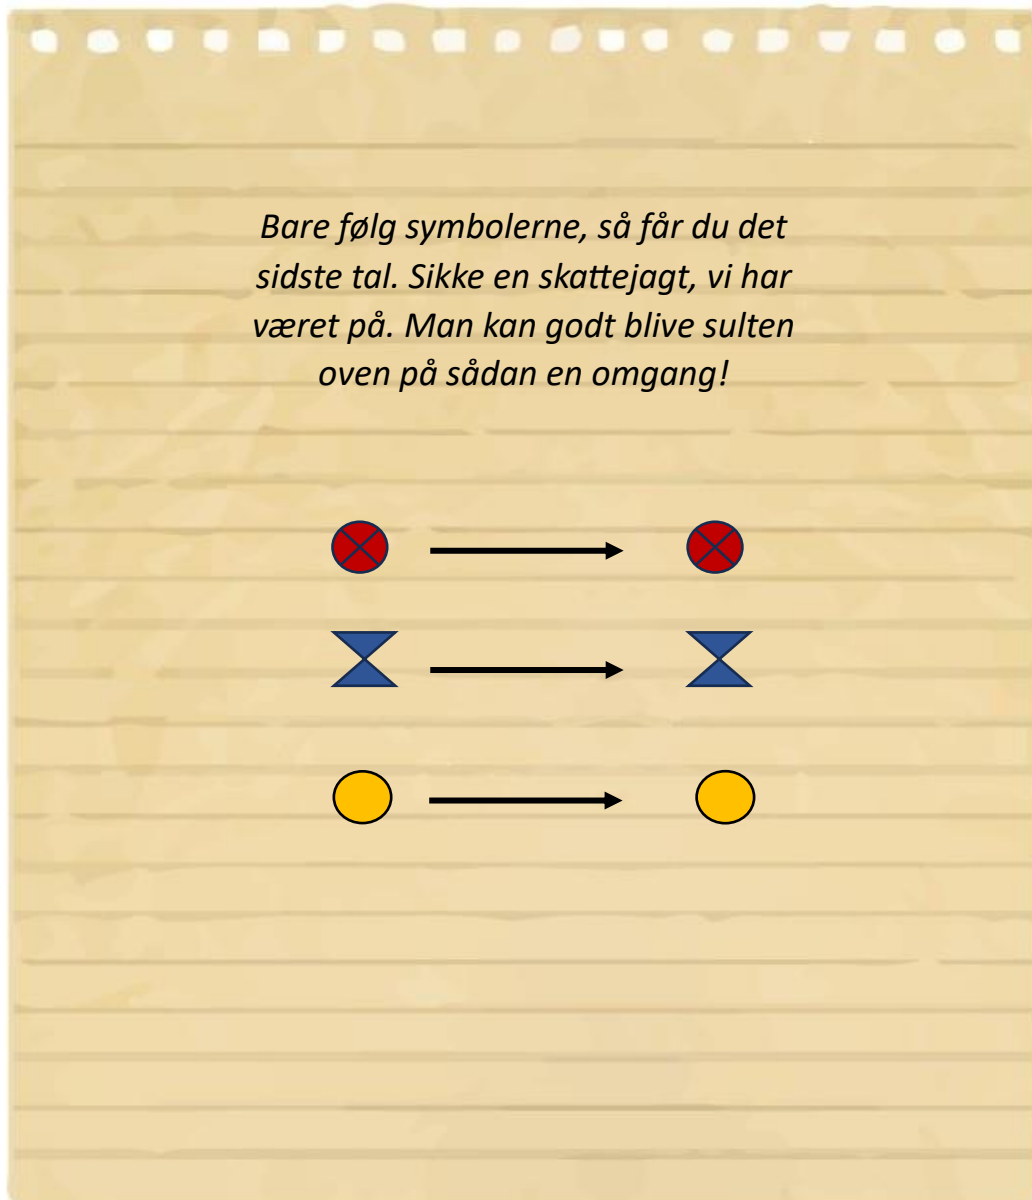 Bare følg symbolerne, så får du det
sidste tal. Sikke en skattejagt, vi har
været på. Man kan godt blive sulten
oven på sådan en omgang!